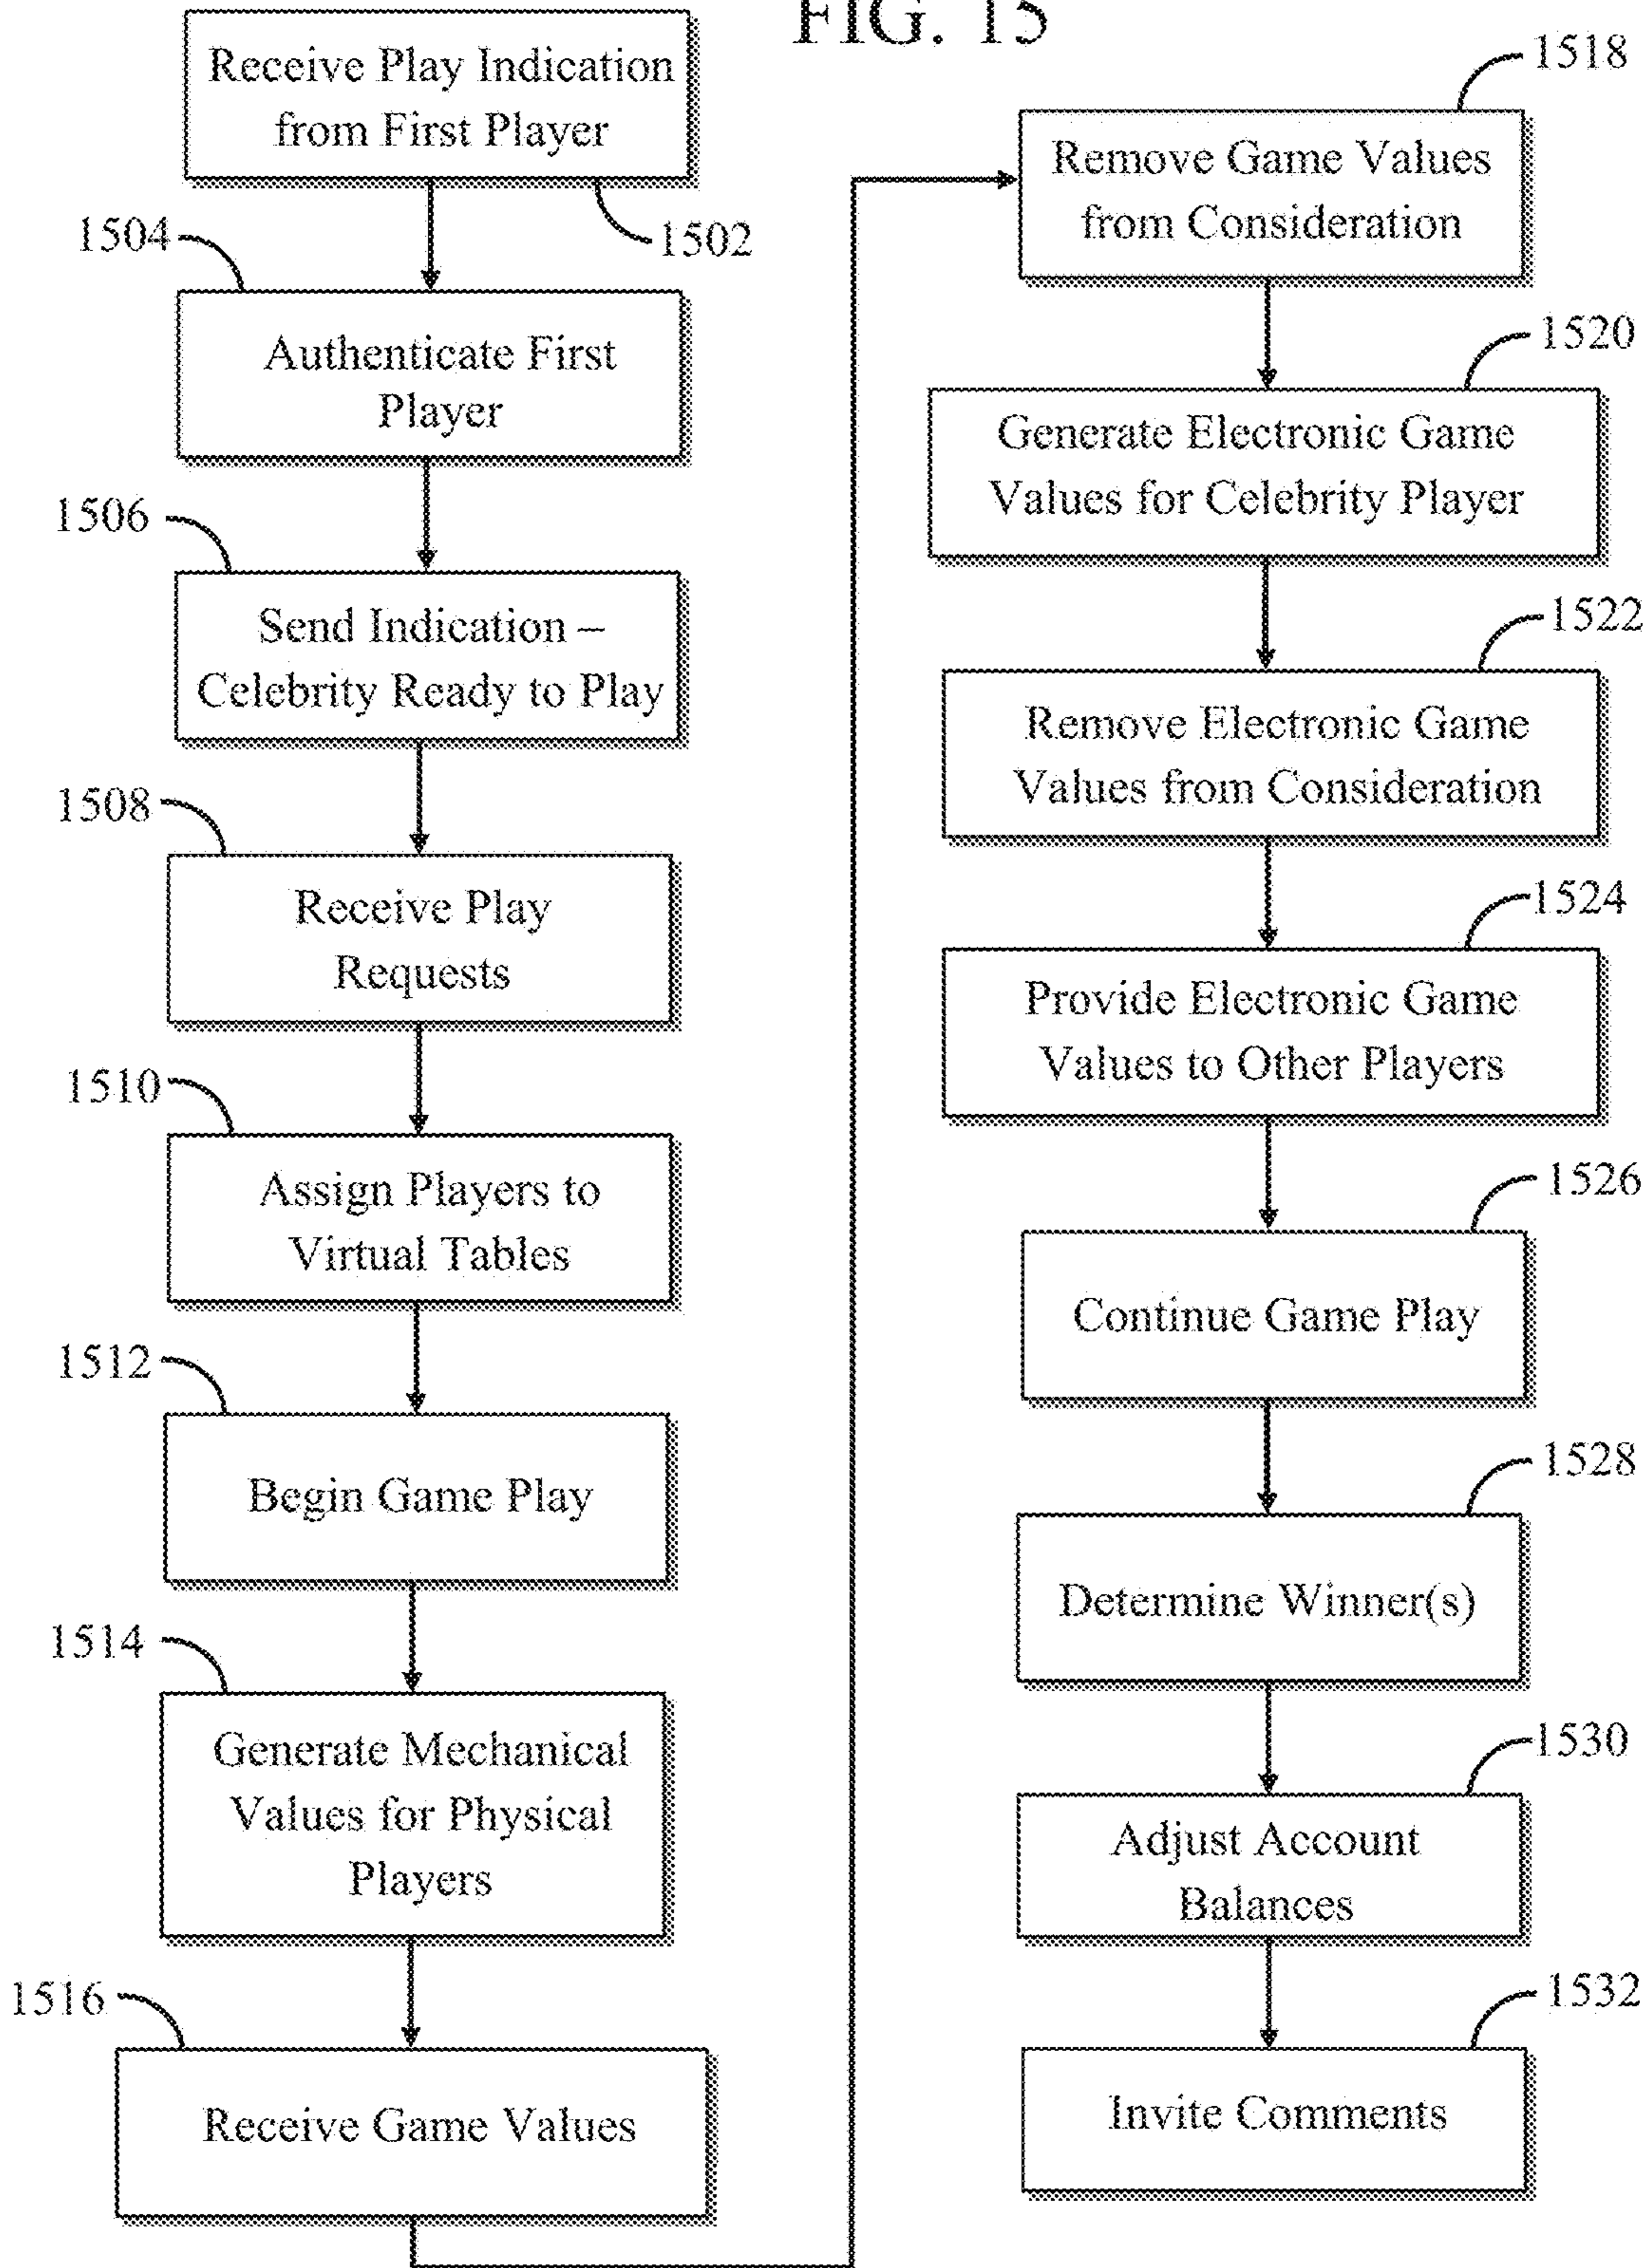 FIG. 15
Receive Play Indication
from First Player
1502
1504
Authenticate First
Player
1506
Send Indication –
Celebrity Ready to Play
1508
Receive Play
Requests
1510
Assign Players to
Virtual Tables
1512
Begin Game Play
1514
Generate Mechanical
Values for Physical
Players
1516
Receive Game Values
1518
Remove Game Values
from Consideration
1520
Generate Electronic Game
Values for Celebrity Player
1522
Remove Electronic Game
Values from Consideration
1524
Provide Electronic Game
Values to Other Players
1526
Continue Game Play
1528
Determine Winner(s)
1530
Adjust Account
Balances
1532
Invite Comments